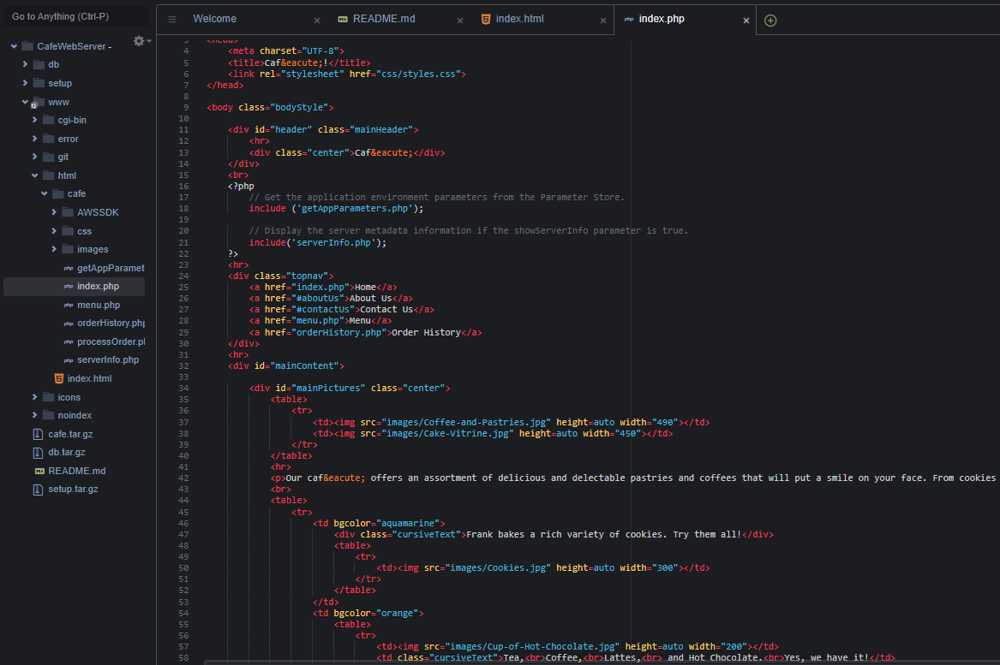 Go to Anything (Ctrl-P)
CafeWebServer -
db
setup
www
cgi-bin
error
git
html
cafe
AWSSDK
css
images
php getAppParamet
php index.php
php menu.php
php orderHistory.php
php processOrder.pl
php serverInfo.php
index.html
icons
noindex
cafe.tar.gz
db.tar.gz
README.md
setup.tar.gz
Welcome
README.md
index.html
php index.php
3 <head>
4 <meta charset="UTF-8">
5 <title>Caf&eacute;!</title>
6 <link rel="stylesheet" href="css/styles.css">
7 </head>
8
9 <body class="bodyStyle">
10
11 <div id="header" class="mainHeader">
12 <hr>
13 <div class="center">Caf&eacute;</div>
14 </div>
15 <br>
16 <?php
17 // Get the application environment parameters from the Parameter Store.
18 include ('getAppParameters.php');
19
20 // Display the server metadata information if the showServerInfo parameter is true.
21 include('serverInfo.php');
22 ?>
23 <hr>
24 <div class="topnav">
25 <a href="index.php">Home</a>
26 <a href="#aboutUs">About Us</a>
27 <a href="#contactUs">Contact Us</a>
28 <a href="menu.php">Menu</a>
29 <a href="orderHistory.php">Order History</a>
30 </div>
31 <hr>
32 <div id="mainContent">
33
34 <div id="mainPictures" class="center">
35 <table>
36 <tr>
37 <td><img src="images/Coffee-and-Pastries.jpg" height=auto width="490"></td>
38 <td><img src="images/Cake-Vitrine.jpg" height=auto width="450"></td>
39 </tr>
40 </table>
41 <hr>
42 <p>Our caf&eacute; offers an assortment of delicious and delectable pastries and coffees that will put a smile on your face. From cookies
43 <br>
44 <table>
45 <tr>
46 <td bgcolor="aquamarine">
47 <div class="cursiveText">Frank bakes a rich variety of cookies. Try them all!</div>
48 <table>
49 <tr>
50 <td><img src="images/Cookies.jpg" height=auto width="300"></td>
51 </tr>
52 </table>
53 </td>
54 <td bgcolor="orange">
55 <table>
56 <tr>
57 <td><img src="images/Cup-of-Hot-Chocolate.jpg" height=auto width="200"></td>
58 <td class="cursiveText">Tea,<br>Coffee,<br>Lattes,<br> and Hot Chocolate.<br>Yes, we have it!</td>